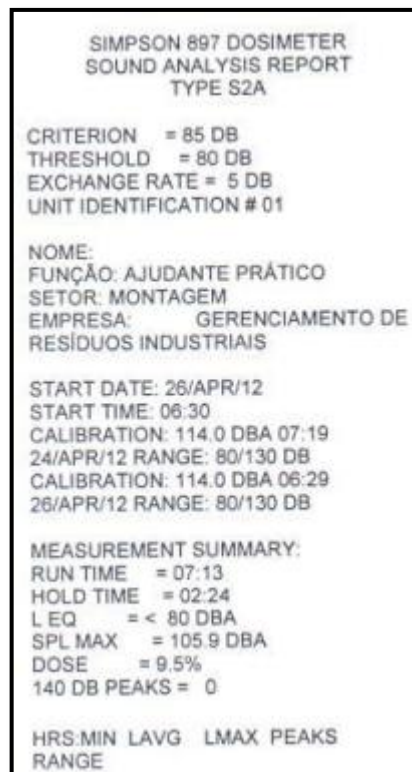 SIMPSON 897 DOSIMETER
SOUND ANALYSIS REPORT
TYPE S2A
CRITERION = 85 DB
THRESHOLD = 80 DB
EXCHANGE RATE = 5 DB
UNIT IDENTIFICATION # 01
NOME:
FUNÇÃO: AJUDANTE PRÁTICO
SETOR: MONTAGEM
EMPRESA: GERENCIAMENTO DE
RESÍDUOS INDUSTRIAIS
START DATE: 26/APR/12
START TIME: 06:30
CALIBRATION: 114.0 DBA 07:19
24/APR/12 RANGE: 80/130 DB
CALIBRATION: 114.0 DBA 06:29
26/APR/12 RANGE: 80/130 DB
MEASUREMENT SUMMARY:
RUN TIME = 07:13
HOLD TIME = 02:24
L EQ = < 80 DBA
SPL MAX = 105.9 DBA
DOSE = 9.5%
140 DB PEAKS = 0
HRS:MIN LAVG LMAX PEAKS
RANGE